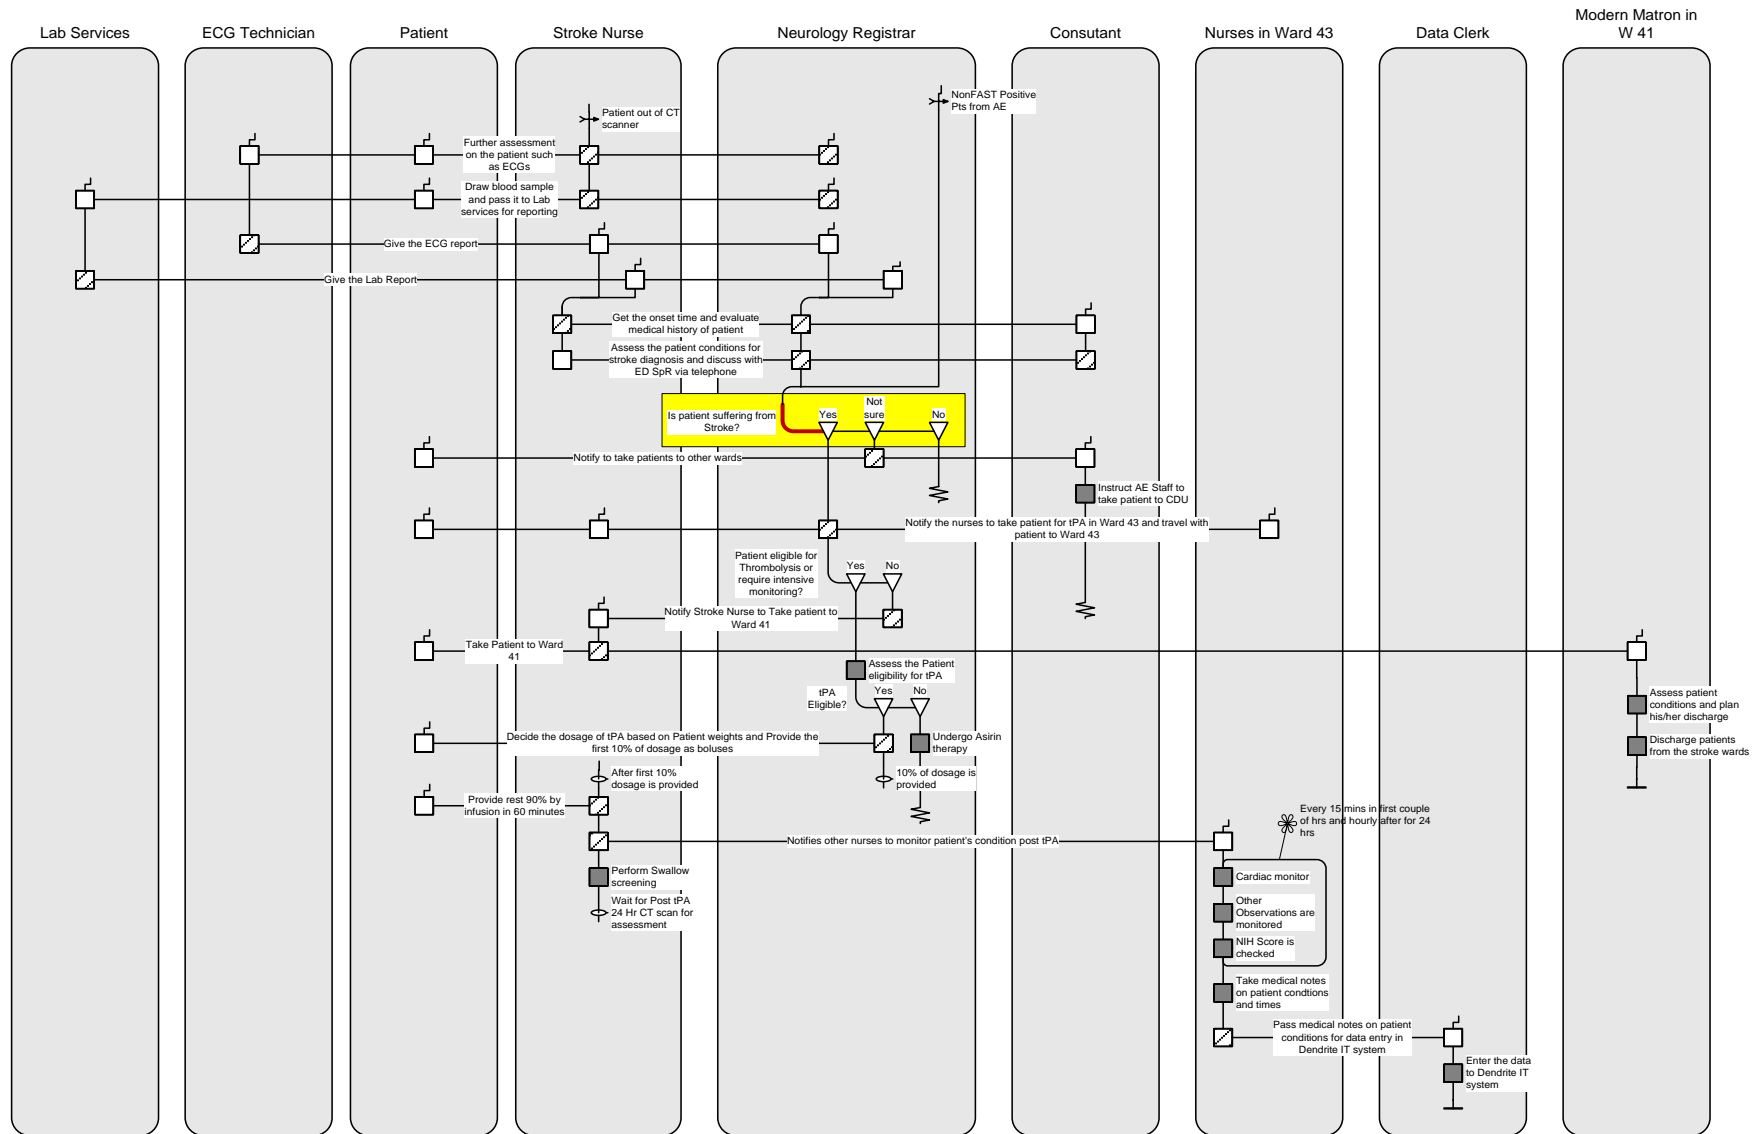 Lab Services
ECG Technician
Patient
Stroke Nurse
Neurology Registrar
Consutant
Nurses in Ward 43
Data Clerk
Modern Matron in
W 41
NonFAST Positive
Pts from AE
Patient out of CT
scanner
Further assessment
on the patient such
as ECGs
Draw blood sample
and pass it to Lab
services for reporting
Give the ECG report
Give the Lab Report
Get the onset time and evaluate
medical history of patient
Assess the patient conditions for
stroke diagnosis and discuss with
ED SpR via telephone
Is patient suffering from
Stroke?
Yes
Not
sure
No
Notify to take patients to other wards
Instruct AE Staff to
take patient to CDU
Notify the nurses to take patient for tPA in Ward 43 and travel with
patient to Ward 43
Patient eligible for
Thrombolysis or
require intensive
monitoring?
Yes
No
Notify Stroke Nurse to Take patient to
Ward 41
Take Patient to Ward
41
Assess the Patient
eligibility for tPA
tPA
Eligible?
Yes
No
Assess patient
conditions and plan
his/her discharge
Discharge patients
from the stroke wards
Decide the dosage of tPA based on Patient weights and Provide the
first 10% of dosage as boluses
Undergo Asirin
therapy
After first 10%
dosage is provided
10% of dosage is
provided
Provide rest 90% by
infusion in 60 minutes
Every 15 mins in first couple
of hrs and hourly after for 24
hrs
Notifies other nurses to monitor patient's condition post tPA
Perform Swallow
screening
Cardiac monitor
Wait for Post tPA
24 Hr CT scan for
assessment
Other
Observations are
monitored
NIH Score is
checked
Take medical notes
on patient condtions
and times
Pass medical notes on patient
conditions for data entry in
Dendrite IT system
Enter the data
to Dendrite IT
system